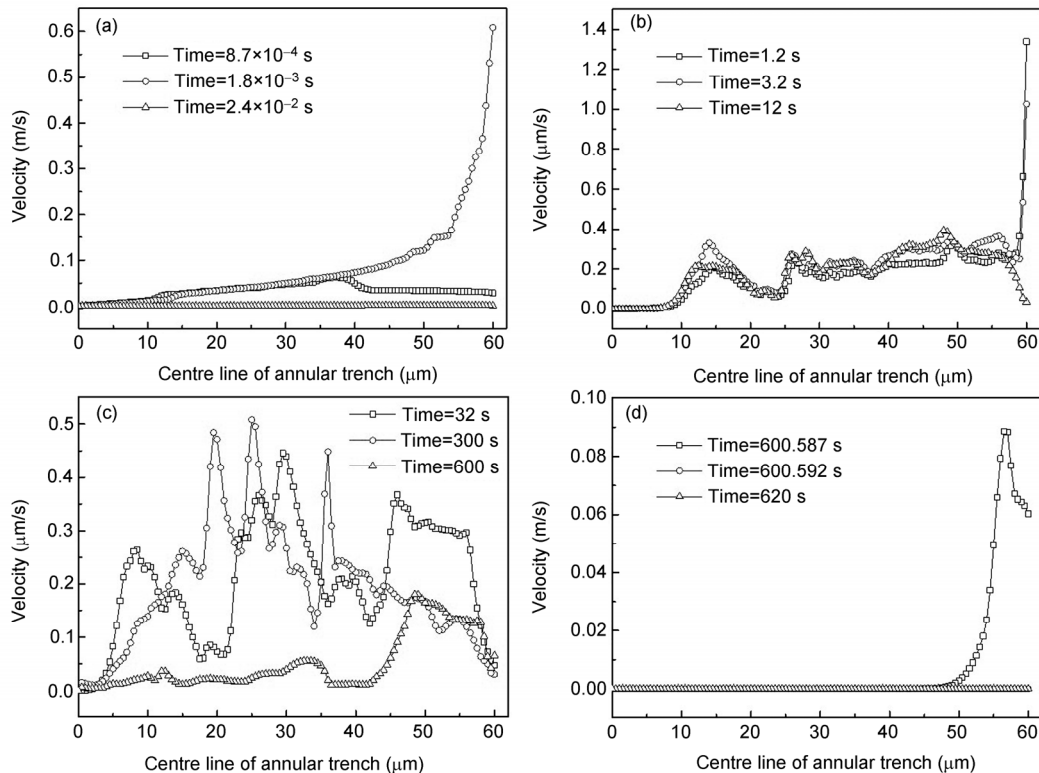 (a)
Time=8.7×10⁻⁴ s
Time=1.8×10⁻³ s
Time=2.4×10⁻² s
Velocity (m/s)
0.6
0.5
0.4
0.3
0.2
0.1
0.0
0 10 20 30 40 50 60
Centre line of annular trench (μm)
(b)
Time=1.2 s
Time=3.2 s
Time=12 s
Velocity (μm/s)
1.4
1.2
1.0
0.8
0.6
0.4
0.2
0.0
0 10 20 30 40 50 60
Centre line of annular trench (μm)
(c)
Time=32 s
Time=300 s
Time=600 s
Velocity (μm/s)
0.5
0.4
0.3
0.2
0.1
0.0
0 10 20 30 40 50 60
Centre line of annular trench (μm)
(d)
Time=600.587 s
Time=600.592 s
Time=620 s
Velocity (m/s)
0.10
0.08
0.06
0.04
0.02
0.00
0 10 20 30 40 50 60
Centre line of annular trench (μm)